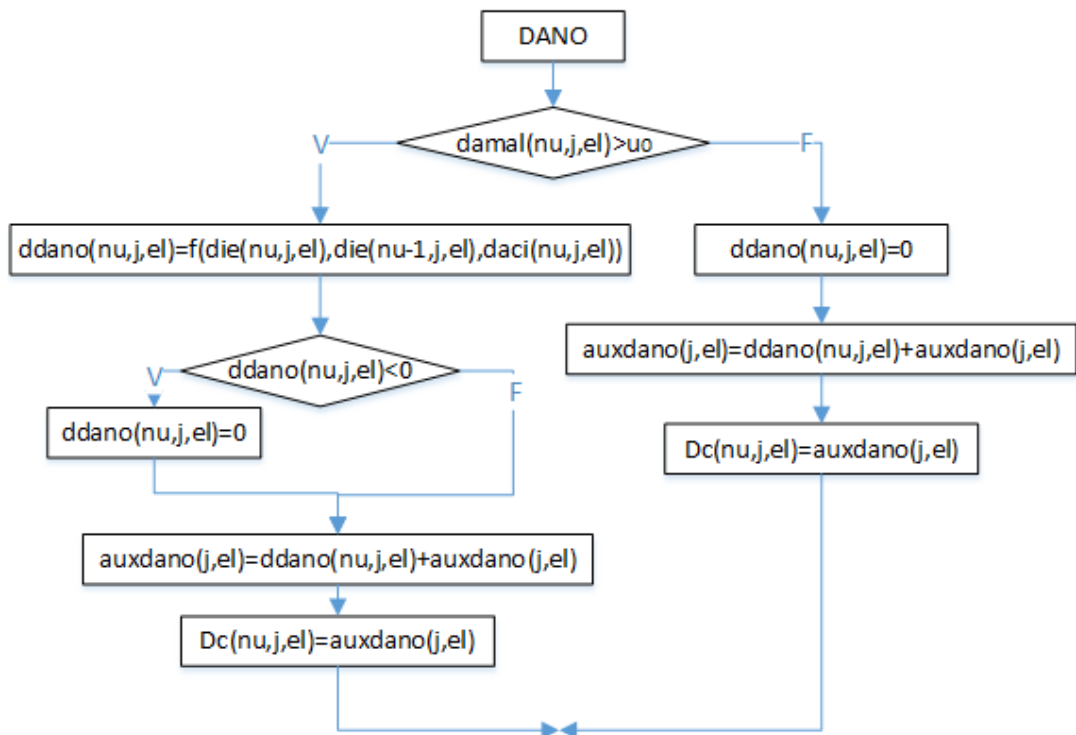 DANO
damal(nu,j,el)>uo
V
F
ddano(nu,j,el)=f(die(nu,j,el),die(nu-1,j,el),daci(nu,j,el))
ddano(nu,j,el)=0
auxdano(j,el)=ddano(nu,j,el)+auxdano(j,el)
Dc(nu,j,el)=auxdano(j,el)
ddano(nu,j,el)<0
V
F
ddano(nu,j,el)=0
auxdano(j,el)=ddano(nu,j,el)+auxdano(j,el)
Dc(nu,j,el)=auxdano(j,el)